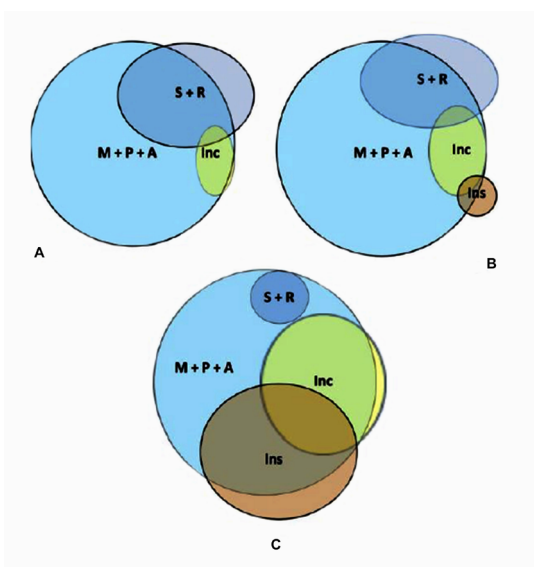 S + R
M + P + A
Inc
A
S + R
M + P + A
Inc
Ins
B
S + R
M + P + A
Inc
Ins
C